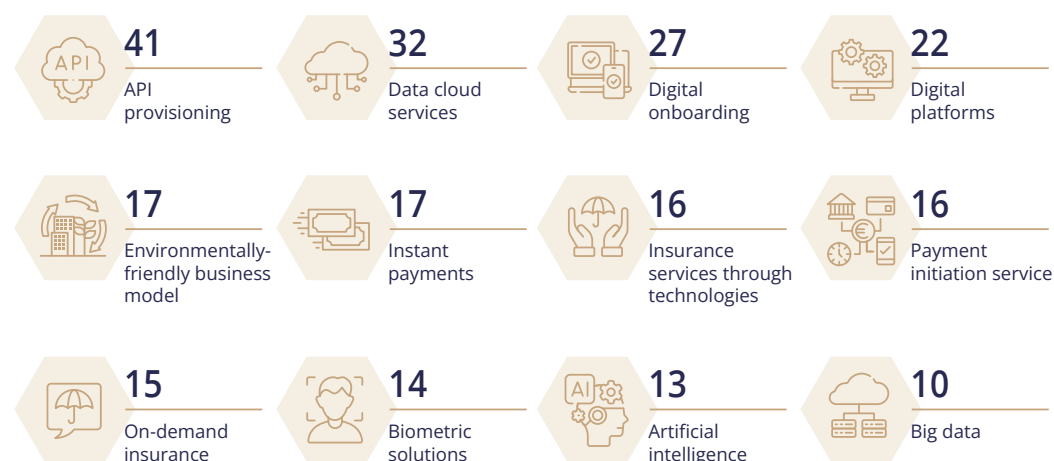 API
41
API
provisioning
32
Data cloud
services
27
Digital
onboarding
22
Digital
platforms
17
Environmentally-
friendly business
model
17
Instant
payments
16
Insurance
services through
technologies
€
16
Payment
initiation service
15
On-demand
insurance
14
Biometric
solutions
AI
13
Artificial
intelligence
10
Big data